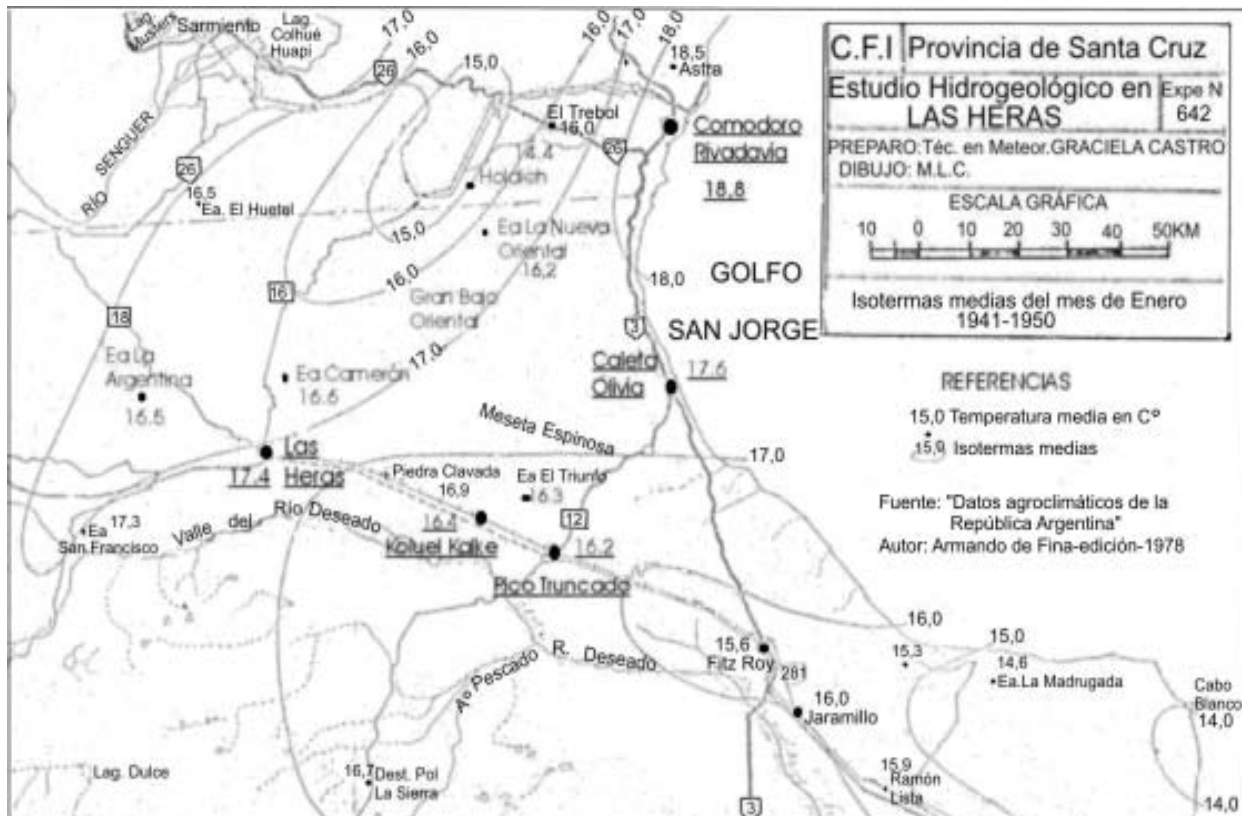 C.F.I Provincia de Santa Cruz
Estudio Hidrogeológico en
LAS HERAS
Expe N
642
PREPARO: Téc. en Meteor. GRACIELA CASTRO
DIBUJO: M.L.C.
ESCALA GRÁFICA
10 0 10 20 30 40 50KM
Isotermas medias del mes de Enero
1941-1950
REFERENCIAS
15,0 Temperatura media en Cº
15,0 Isotermas medias
Fuente: "Datos agroclimáticos de la
República Argentina"
Autor: Armando de Fina-edición-1978
Lag.
Musters
Sarmiento
Lag
Colhué
Huapi
17,0
16,0
26
15,0
16,0
17,0
18,0
18,5
Astra
El Trebol
16,0
26
Comodoro
Rivadavia
18,8
RÍO SENGUER
26
16,5
Ea. El Huetel
14.4
Holdich
15,0
Ea La Nueva
Oriental
16,2
16,0
Gran Bajo
Oriental
17,0
16
18
18,0
GOLFO
SAN JORGE
3
Caleta
Olivia
17.6
Ea La
Argentina
16.5
Ea Camerón
16.6
Meseta Espinosa
Las
Heras
17.4
17,0
Piedra Clavada
16,9
Ea El Triunfo
16.3
12
16.4
Koluel Kaike
16.2
Pico Truncado
17,3
Ea
San Francisco
Valle del Río Deseado
16,0
15,0
15,3
14,6
Ea.La Madrugada
15,6
Fitz Roy
281
R. Deseado
Aº Pescado
16,0
Jaramillo
Cabo
Blanco
14,0
Lag. Dulce
16,7
Dest. Pol
La Sierra
15,9
Ramón
Lista
3
14,0